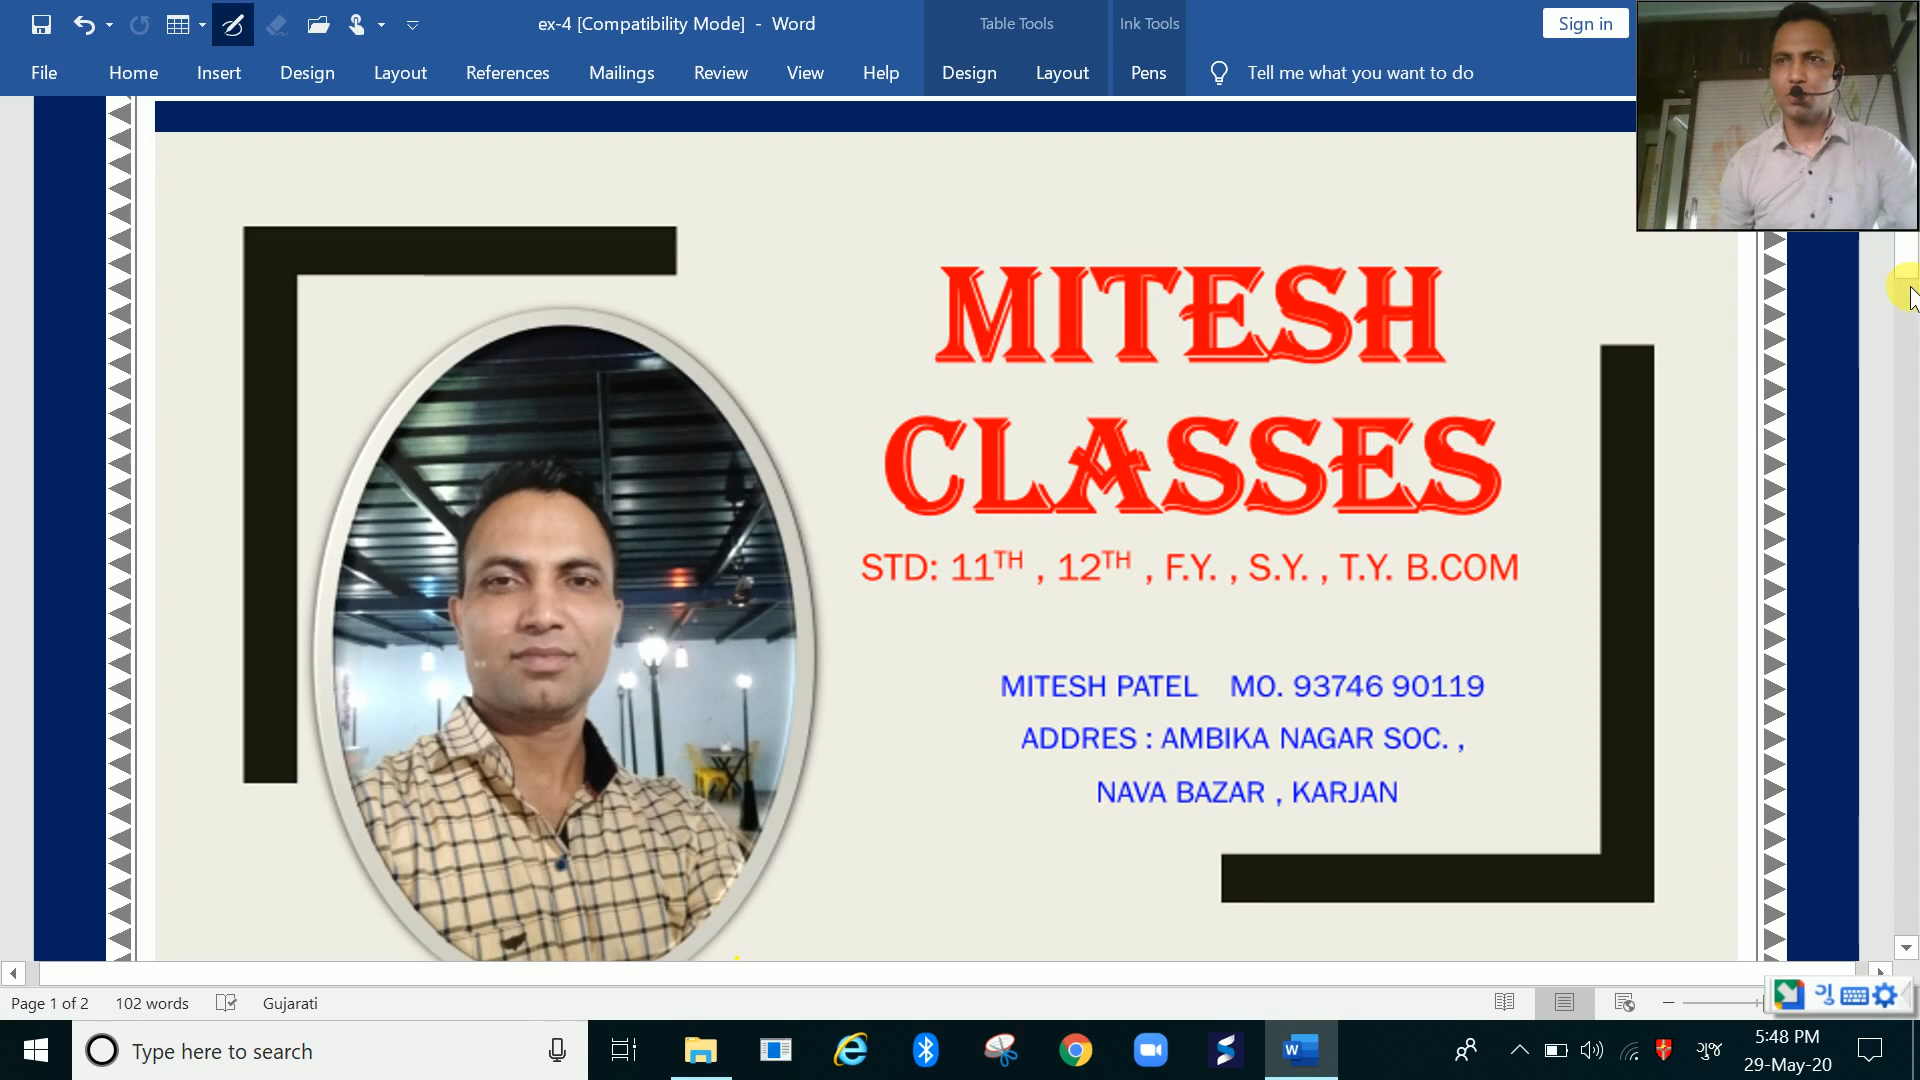 ex-4 [Compatibility Mode] - Word
Table Tools
Ink Tools
Sign in
File Home Insert Design Layout References Mailings Review View Help Design Layout Pens Tell me what you want to do
MITESH
CLASSES
STD: 11TH , 12TH , F.Y. , S.Y. , T.Y. B.COM
MITESH PATEL MO. 93746 90119
ADDRES : AMBIKA NAGAR SOC. ,
NAVA BAZAR , KARJAN
Page 1 of 2 102 words Gujarati
Type here to search
5:48 PM
29-May-20